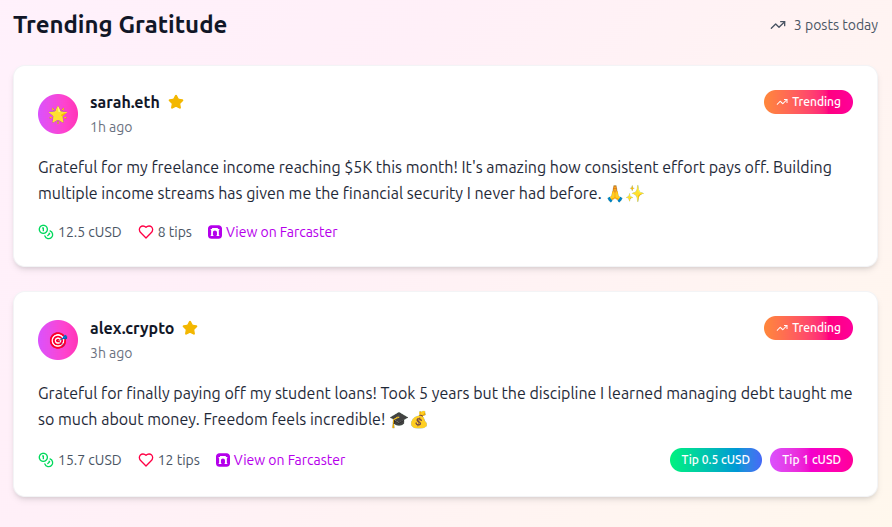 Trending Gratitude
3 posts today
sarah.eth
Trending
1h ago
Grateful for my freelance income reaching $5K this month! It's amazing how consistent effort pays off. Building
multiple income streams has given me the financial security I never had before. 🙏✨
12.5 cUSD 8 tips View on Farcaster
alex.crypto
Trending
3h ago
Grateful for finally paying off my student loans! Took 5 years but the discipline I learned managing debt taught me
so much about money. Freedom feels incredible! 🎓💰
15.7 cUSD 12 tips View on Farcaster Tip 0.5 cUSD Tip 1 cUSD